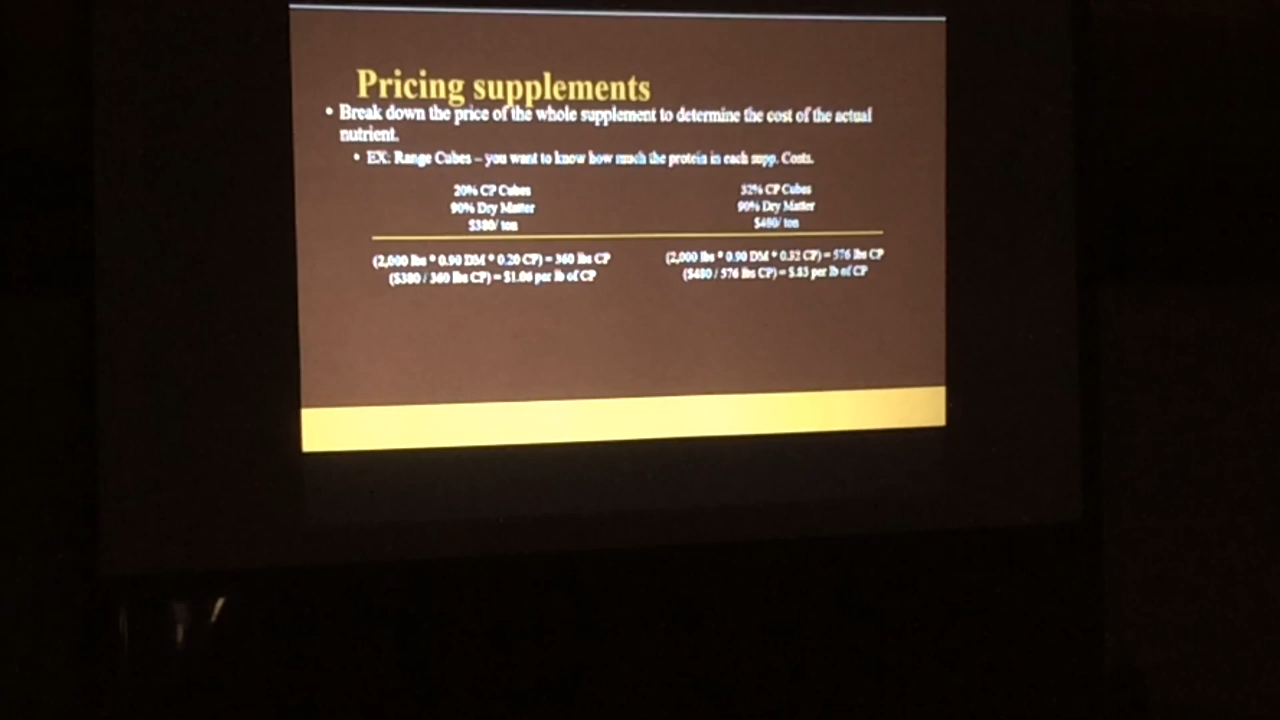 Pricing supplements
• Break down the price of the whole supplement to determine the cost of the actual
nutrient.
• EX: Range Cubes – you want to know how much the protein in each supp. Costs.
20% CP Cubes
90% Dry Matter
$380/ ton
32% CP Cubes
90% Dry Matter
$480/ ton
(2,000 lbs * 0.90 DM * 0.20 CP) = 360 lbs CP
($380 / 360 lbs CP) = $1.06 per lb of CP
(2,000 lbs * 0.90 DM * 0.32 CP) = 576 lbs CP
($480 / 576 lbs CP) = $.83 per lb of CP